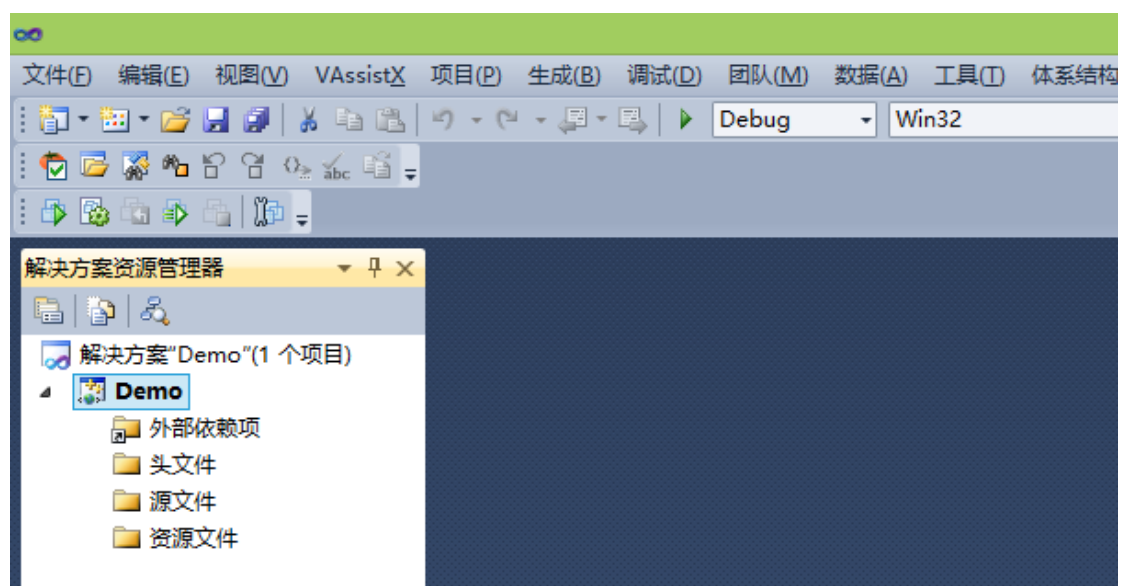 文件(F) 编辑(E) 视图(V) VAssistX 项目(P) 生成(B) 调试(D) 团队(M) 数据(A) 工具(T) 体系结构
Debug Win32
abc
解决方案资源管理器
解决方案"Demo"(1 个项目)
Demo
外部依赖项
头文件
源文件
资源文件